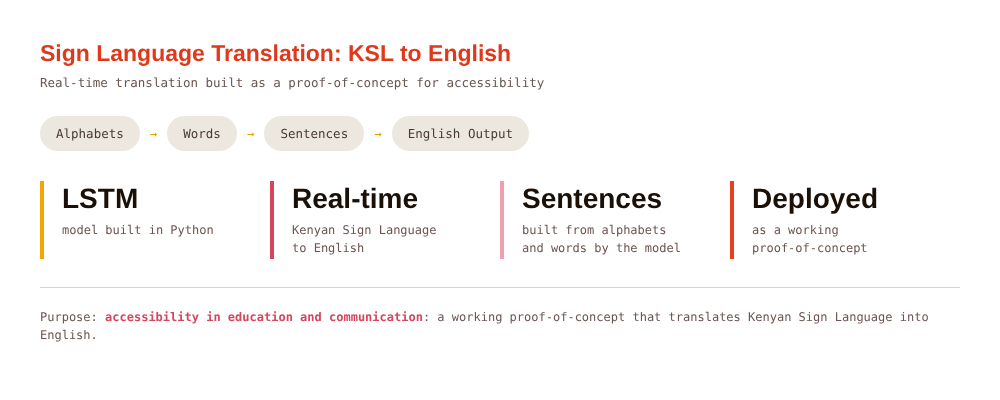 Sign Language Translation: KSL to English
Real-time translation built as a proof-of-concept for accessibility
Alphabets → Words → Sentences → English Output
LSTM
model built in Python
Real-time
Kenyan Sign Language
to English
Sentences
built from alphabets
and words by the model
Deployed
as a working
proof-of-concept
Purpose: accessibility in education and communication: a working proof-of-concept that translates Kenyan Sign Language into
English.